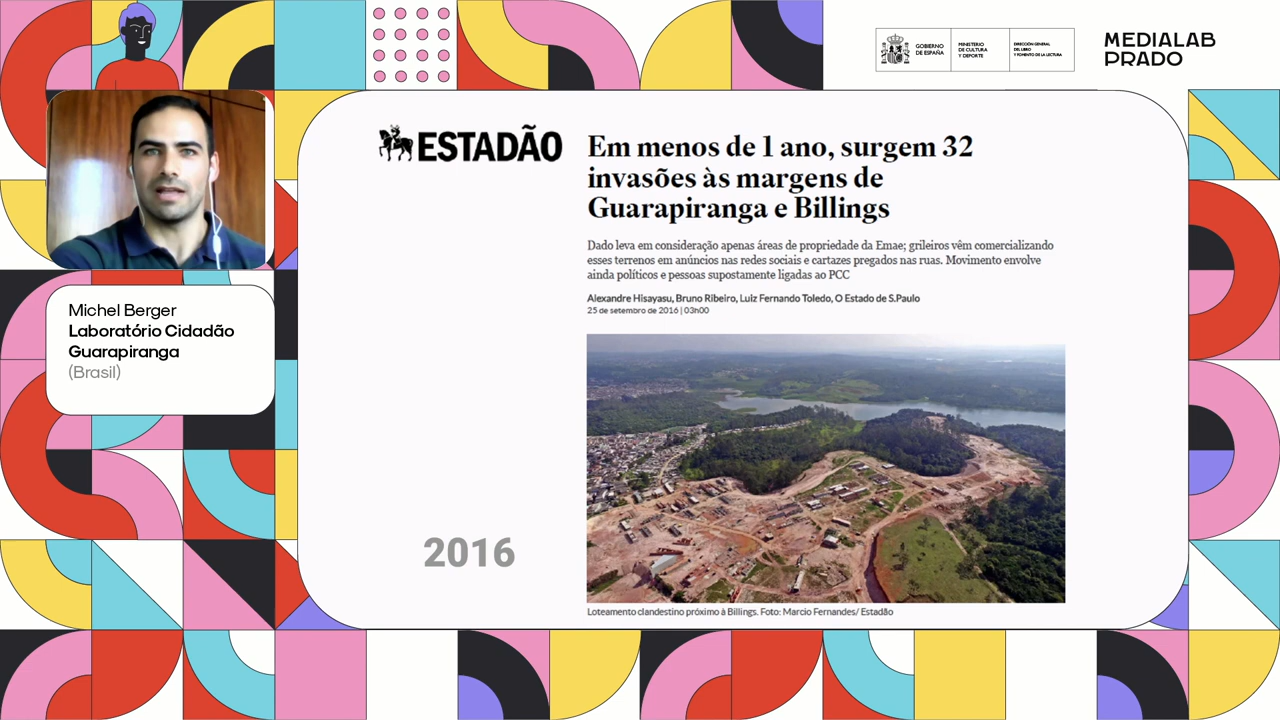 GOBIERNO
DE ESPAÑA
MINISTERIO
DE CULTURA
Y DEPORTE
DIRECCIÓN GENERAL
DEL LIBRO
Y FOMENTO DE LA LECTURA
MEDIALAB
PRADO
Michel Berger
Laboratório Cidadão
Guarapiranga
(Brasil)
ESTADÃO
2016
Em menos de 1 ano, surgem 32
invasões às margens de
Guarapiranga e Billings
Dado leva em consideração apenas áreas de propriedade da Emae; grileiros vêm comercializando
esses terrenos em anúncios nas redes sociais e cartazes pregados nas ruas. Movimento envolve
ainda políticos e pessoas supostamente ligadas ao PCC
Alexandre Hisayasu, Bruno Ribeiro, Luiz Fernando Toledo, O Estado de S.Paulo
25 de setembro de 2016 | 03h00
Loteamento clandestino próximo à Billings. Foto: Marcio Fernandes/ Estadão